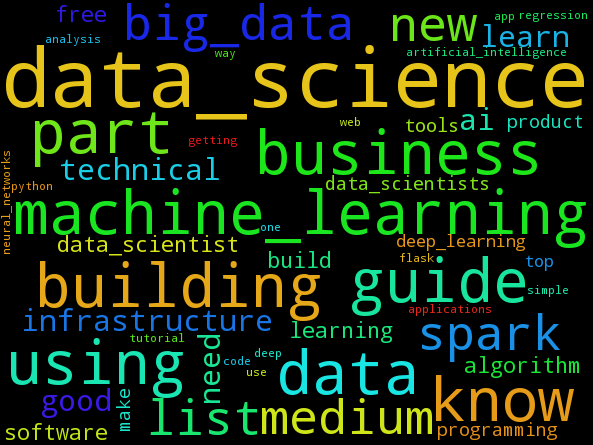 free
big_data
new
app
regression
analysis
way
learn
artificial_intelligence
data_science
part
getting
web
tools
ai
product
business
technical
data_scientists
neural_networks
python
machine_learning
one
data_scientist
build
deep_learning
flask
top
building
guide
simple
infrastructure
applications
learning
spark
tutorial
using
need
code
deep
use
data
algorithm
good
make
list
medium
know
software
programming